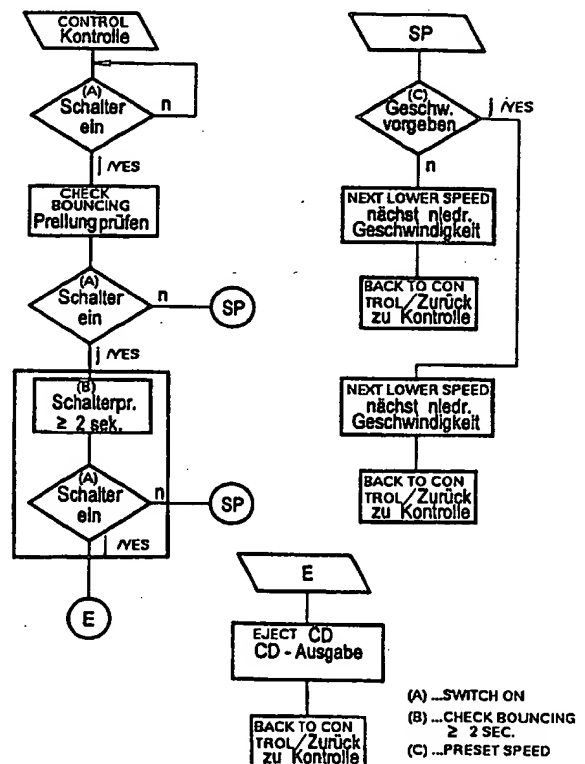 CONTROL
Kontrolle
(A)
Schalter
ein
n
j /YES
CHECK
BOUNCING
Prellung prüfen
(A)
Schalter
ein
n
SP
j /YES
(B)
Schalterpr.
≥ 2 sek.
(A)
Schalter
ein
n
SP
j /YES
E
SP
(C)
Geschw.
vorgeben
j /YES
n
NEXT LOWER SPEED
nächst niedr.
Geschwindigkeit
BACK TO CON
TROL/Zurück
zu Kontrolle
NEXT LOWER SPEED
nächst niedr.
Geschwindigkeit
BACK TO CON
TROL/Zurück
zu Kontrolle
E
EJECT CD
CD - Ausgabe
BACK TO CON
TROL/Zurück
zu Kontrolle
(A) ...SWITCH ON
(B) ...CHECK BOUNCING
≥ 2 SEC.
(C) ...PRESET SPEED